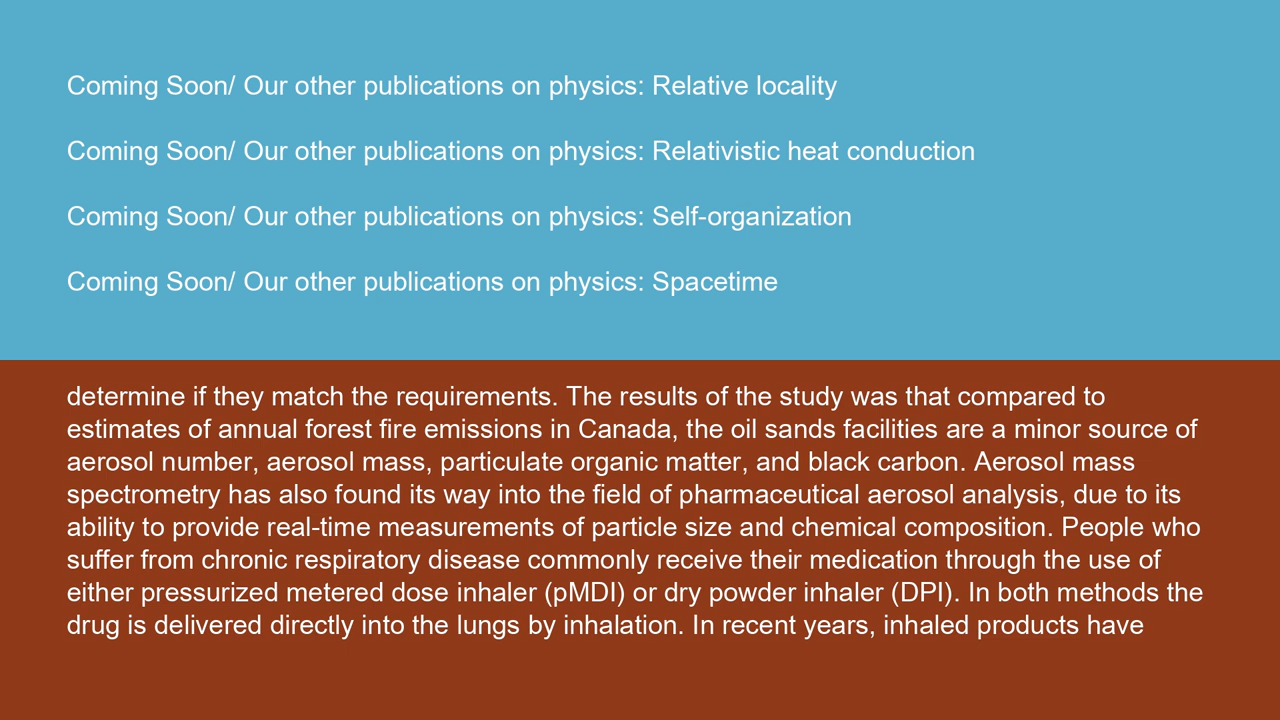 Coming Soon/ Our other publications on physics: Relative locality
Coming Soon/ Our other publications on physics: Relativistic heat conduction
Coming Soon/ Our other publications on physics: Self-organization
Coming Soon/ Our other publications on physics: Spacetime
determine if they match the requirements. The results of the study was that compared to
estimates of annual forest fire emissions in Canada, the oil sands facilities are a minor source of
aerosol number, aerosol mass, particulate organic matter, and black carbon. Aerosol mass
spectrometry has also found its way into the field of pharmaceutical aerosol analysis, due to its
ability to provide real-time measurements of particle size and chemical composition. People who
suffer from chronic respiratory disease commonly receive their medication through the use of
either pressurized metered dose inhaler (pMDI) or dry powder inhaler (DPI). In both methods the
drug is delivered directly into the lungs by inhalation. In recent years, inhaled products have